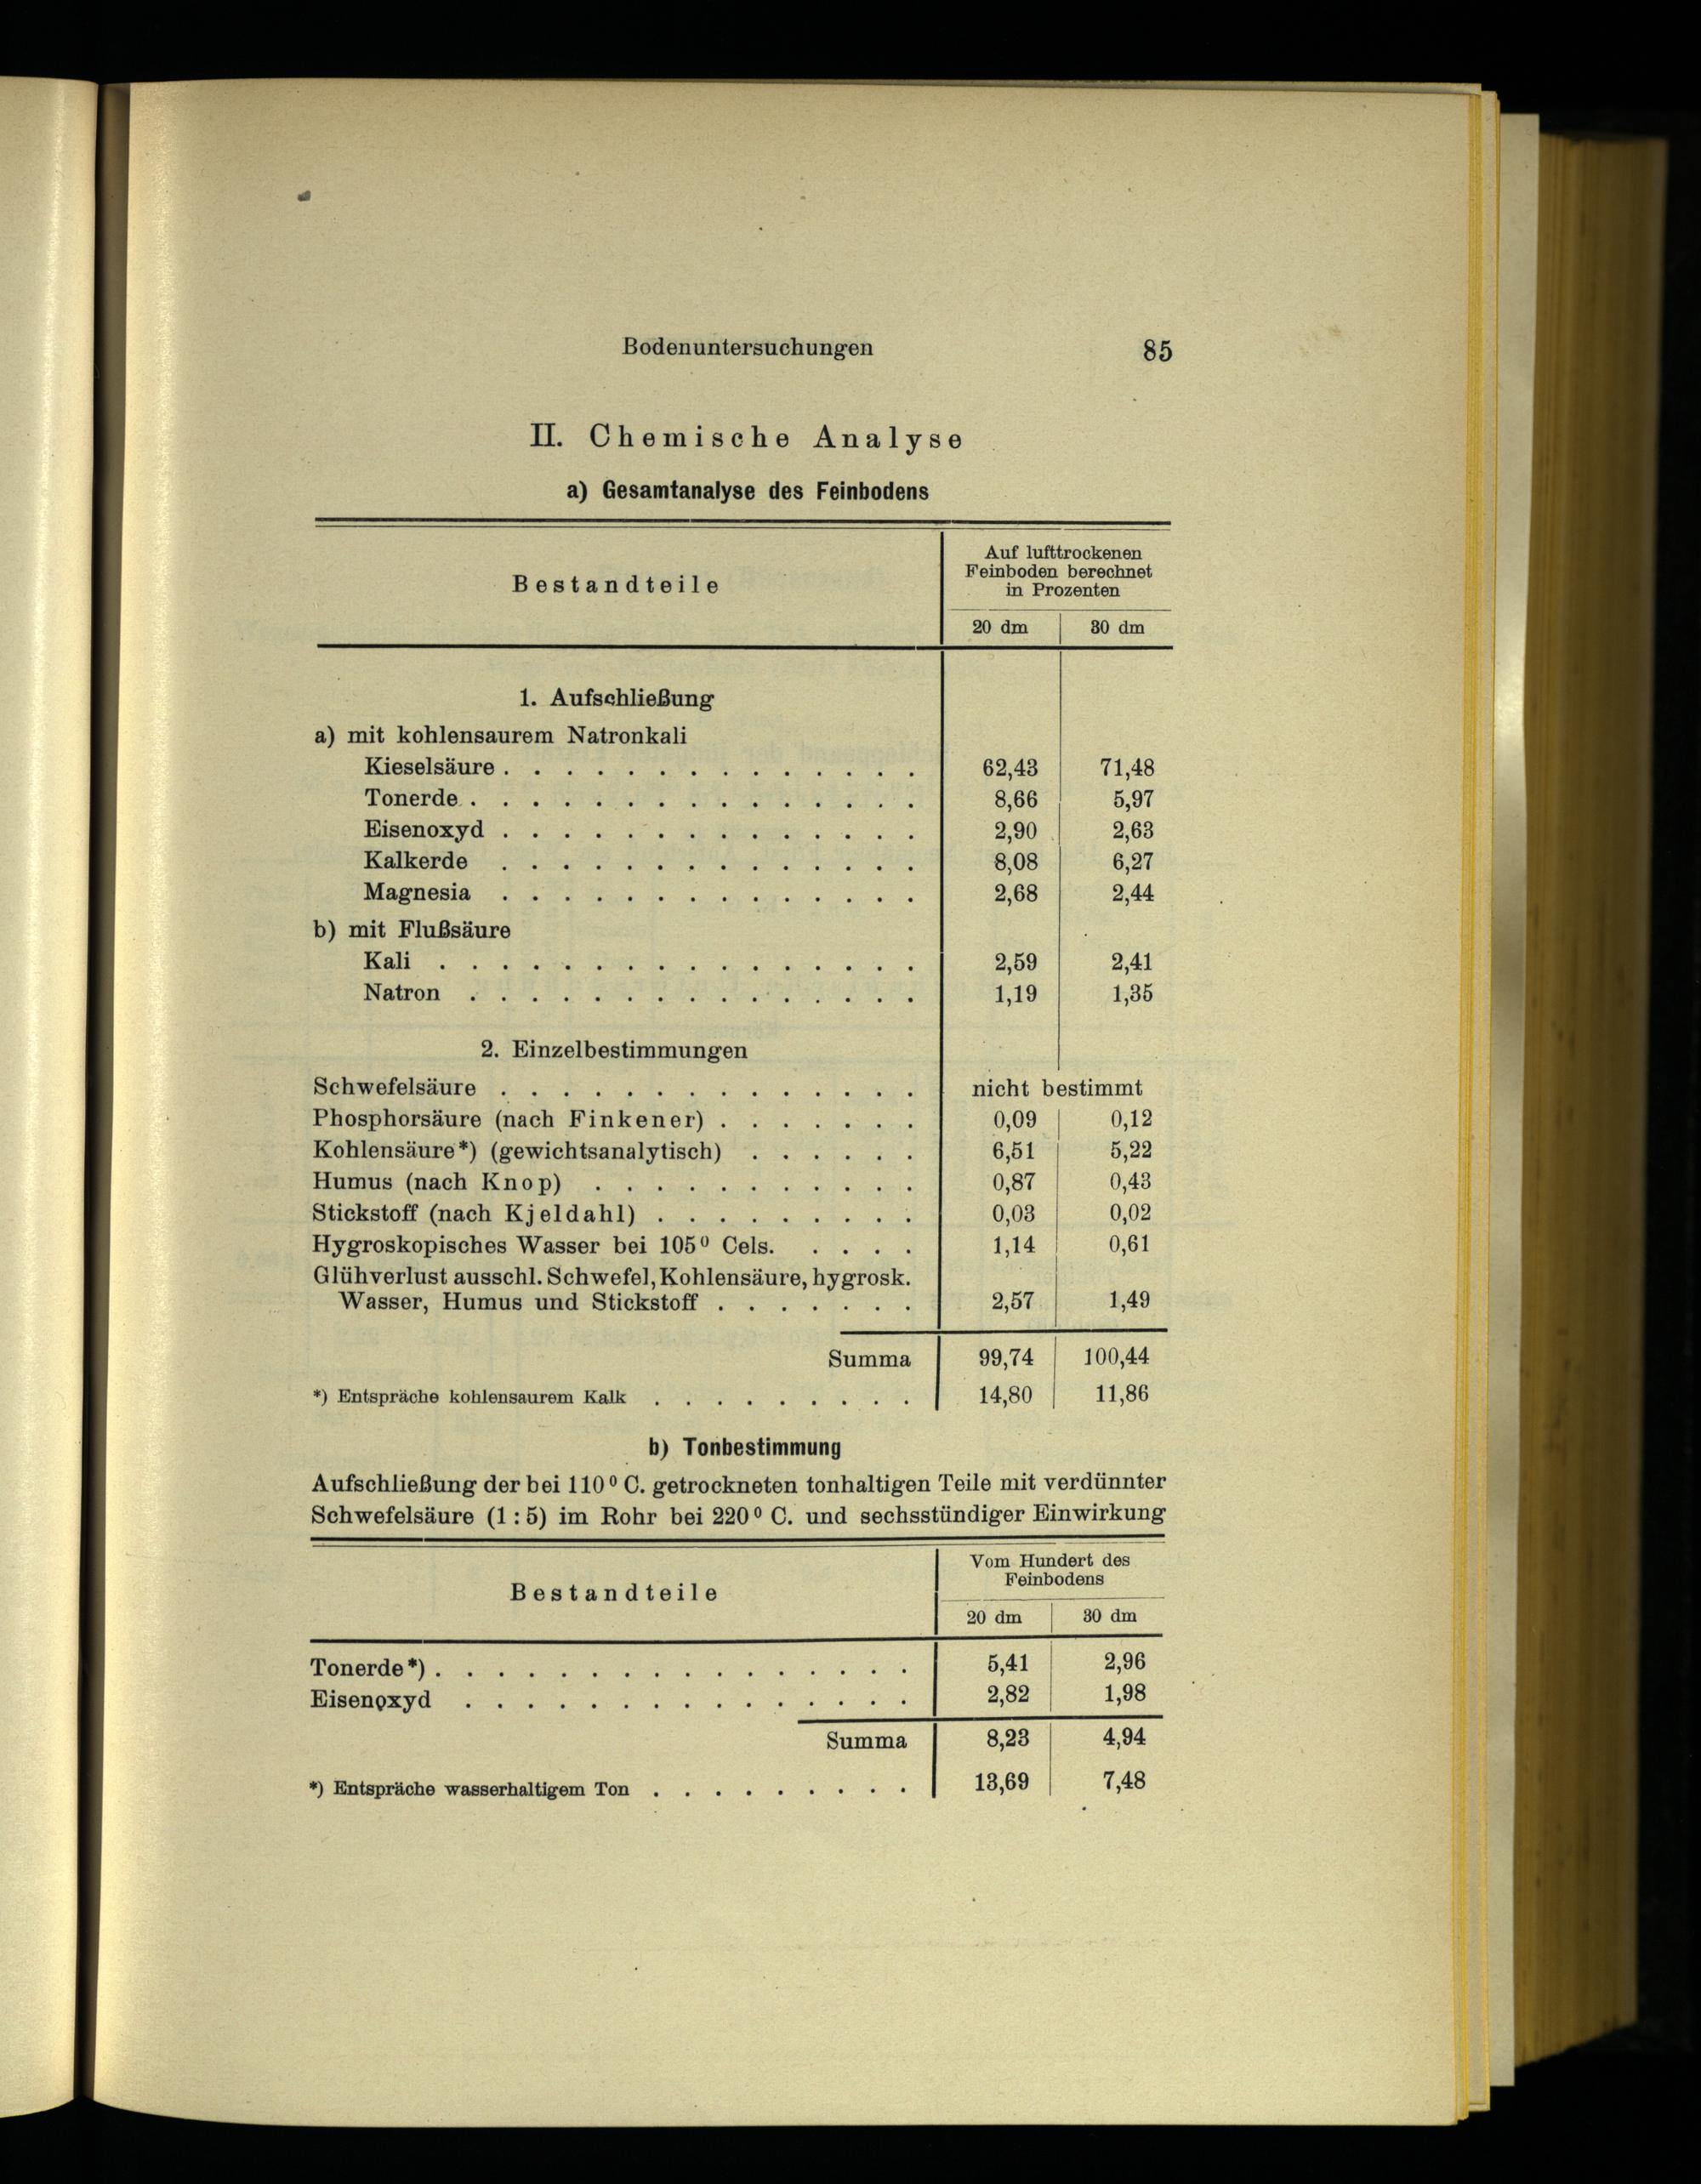 Bodenuntersuchungen 85
II. Chemische Analyse
a) Gesamtanalyse des Feinbodens
Bestandteile
Auf lufttrockenen
Feinboden berechnet
in Prozenten
20 dm 30 dm
1. Aufschließung
a) mit kohlensaurem Natronkali
Kieselsäure . . . . . . . . . . . . . . 62,43 71,48
Tonerde . . . . . . . . . . . . . . . 8,66 5,97
Eisenoxyd . . . . . . . . . . . . . . 2,90 2,63
Kalkerde . . . . . . . . . . . . . . 8,08 6,27
Magnesia . . . . . . . . . . . . . . 2,68 2,44
b) mit Flußsäure
Kali . . . . . . . . . . . . . . . . 2,59 2,41
Natron . . . . . . . . . . . . . . . 1,19 1,35
2. Einzelbestimmungen
Schwefelsäure . . . . . . . . . . . . . . nicht bestimmt
Phosphorsäure (nach Finkener) . . . . . . . 0,09 0,12
Kohlensäure*) (gewichtsanalytisch) . . . . . . 6,51 5,22
Humus (nach Knop) . . . . . . . . . . . 0,87 0,43
Stickstoff (nach Kjeldahl) . . . . . . . . . 0,03 0,02
Hygroskopisches Wasser bei 105⁰ Cels. . . . . 1,14 0,61
Glühverlust ausschl. Schwefel, Kohlensäure, hygrosk.
Wasser, Humus und Stickstoff . . . . . . . 2,57 1,49
Summa 99,74 100,44
*) Entspräche kohlensaurem Kalk . . . . . . . . . 14,80 11,86
b) Tonbestimmung
Aufschließung der bei 110⁰ C. getrockneten tonhaltigen Teile mit verdünnter
Schwefelsäure (1 : 5) im Rohr bei 220⁰ C. und sechsstündiger Einwirkung
Bestandteile
Vom Hundert des
Feinbodens
20 dm 30 dm
Tonerde*) . . . . . . . . . . . . . . . . 5,41 2,96
Eisenoxyd . . . . . . . . . . . . . . . 2,82 1,98
Summa 8,23 4,94
*) Entspräche wasserhaltigem Ton . . . . . . . . . 13,69 7,48